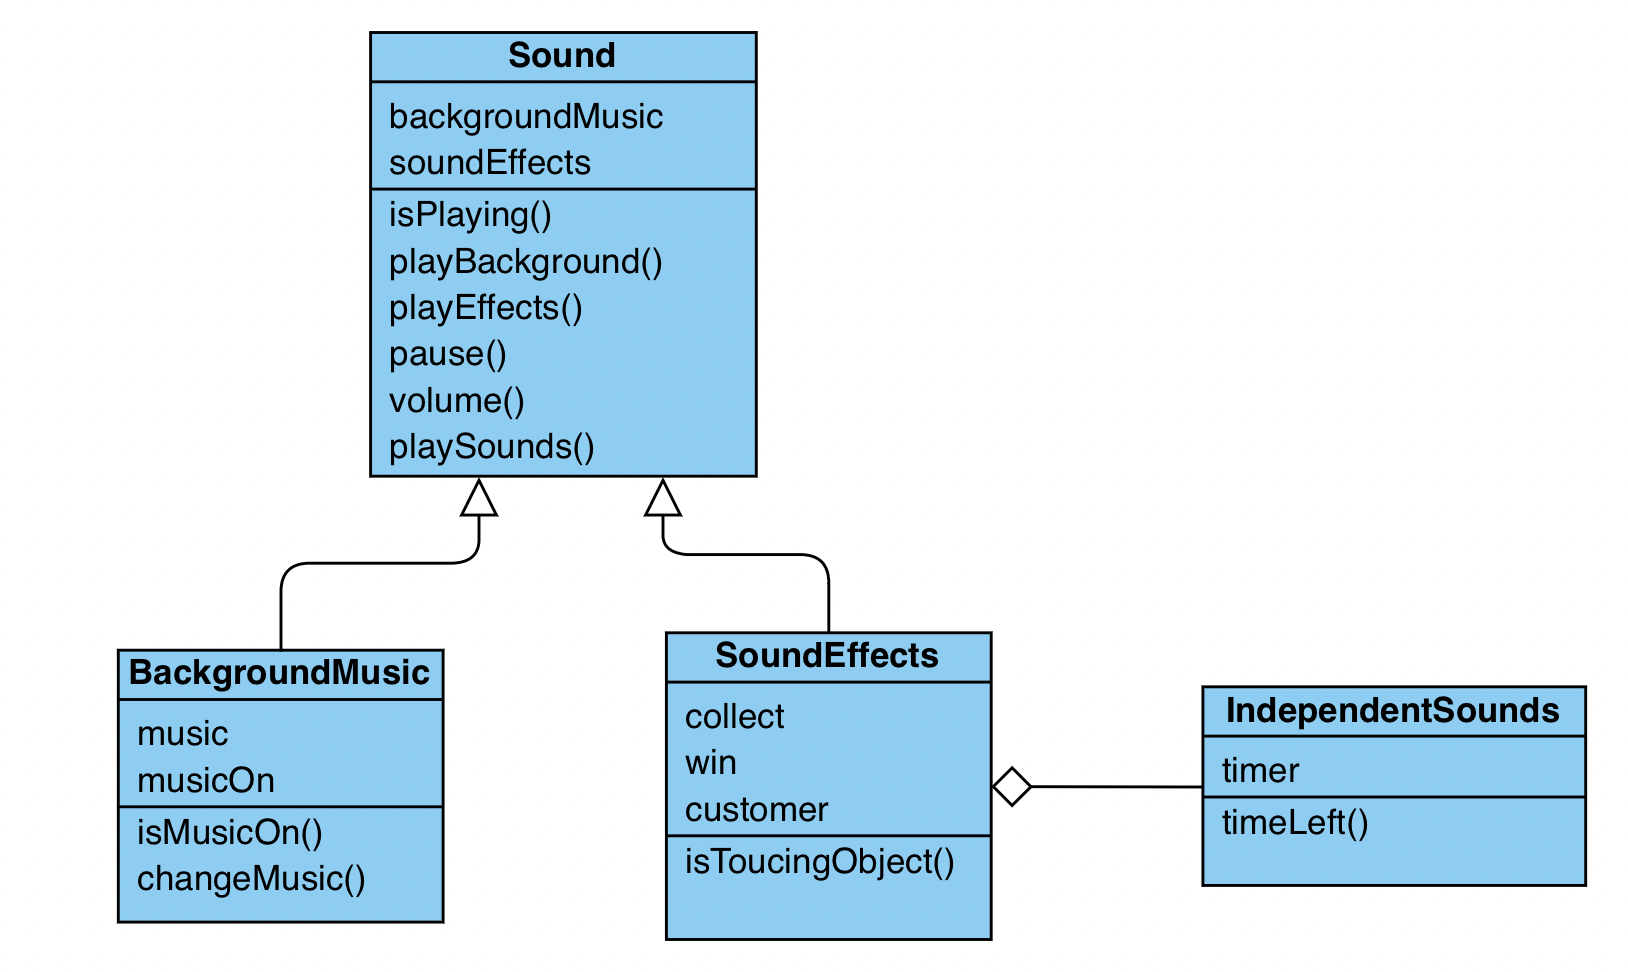 Sound
backgroundMusic
soundEffects
isPlaying()
playBackground()
playEffects()
pause()
volume()
playSounds()
BackgroundMusic
music
musicOn
isMusicOn()
changeMusic()
SoundEffects
collect
win
customer
isToucingObject()
IndependentSounds
timer
timeLeft()